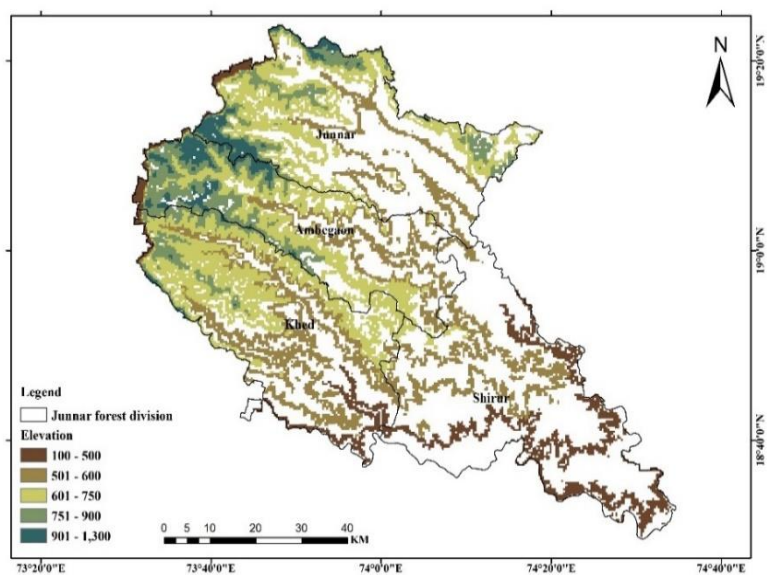 N
19°20'0"N
Junnar
Ambegaon
19°0'0"N
Khed
Shirur
18°40'0"N
Legend
Junnar forest division
Elevation
100 - 500
501 - 600
601 - 750
751 - 900
901 - 1,300
0 5 10 20 30 40
KM
73°20'0"E 73°40'0"E 74°0'0"E 74°20'0"E 74°40'0"E